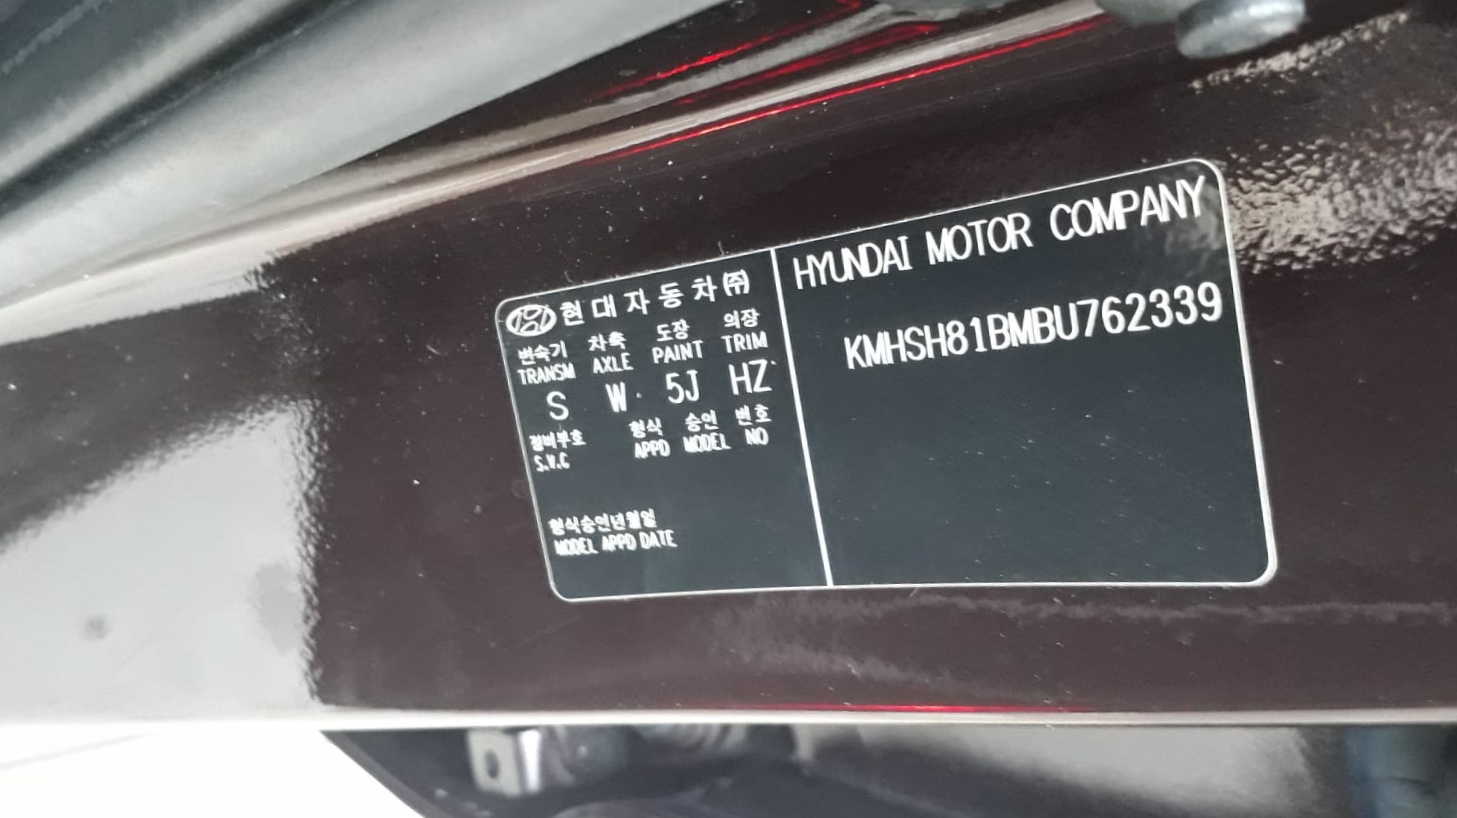 현대자동차㈜
변속기 차축 도장 의장
TRANSM AXLE PAINT TRIM
S W 5J HZ
정비부호 형식 승인 번호
S.V.C APPD MODEL NO
형식승인년월일
MODEL APPD DATE
HYUNDAI MOTOR COMPANY
KMHSH81BMBU762339